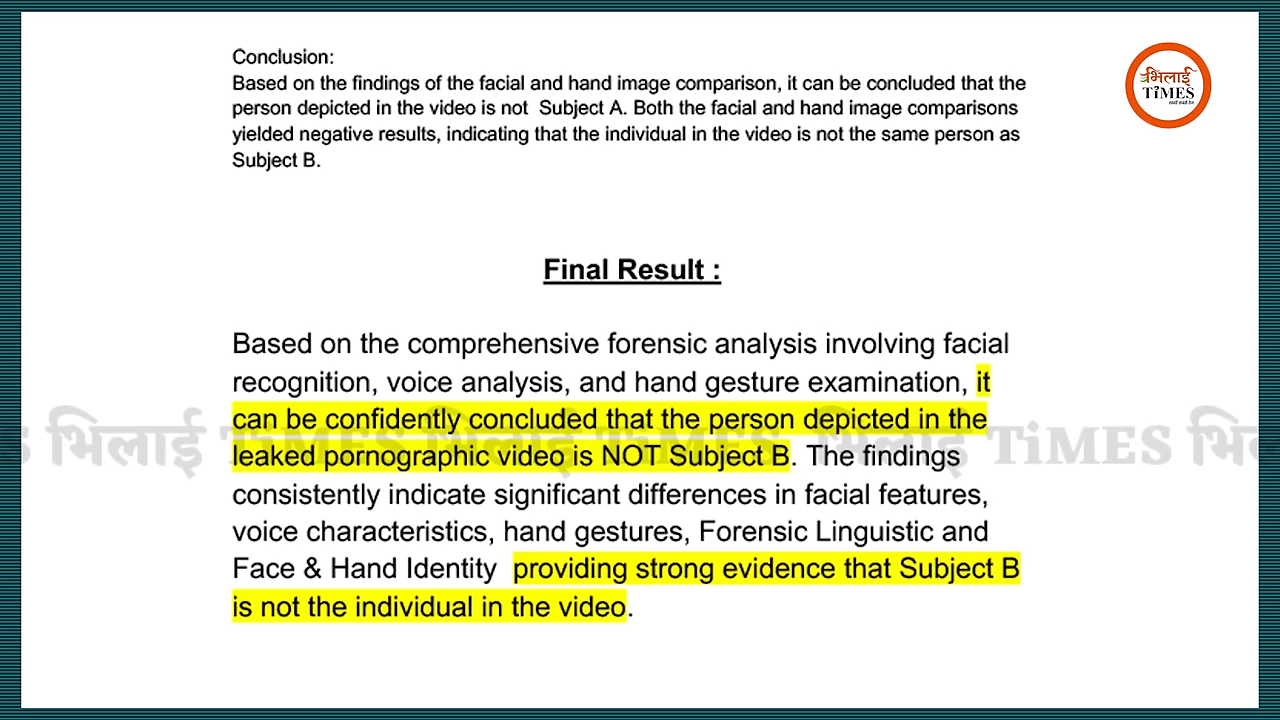 Conclusion:
Based on the findings of the facial and hand image comparison, it can be concluded that the
person depicted in the video is not Subject A. Both the facial and hand image comparisons
yielded negative results, indicating that the individual in the video is not the same person as
Subject B.
भिलाई
TiMES
Final Result :
Based on the comprehensive forensic analysis involving facial
recognition, voice analysis, and hand gesture examination, it
can be confidently concluded that the person depicted in the
leaked pornographic video is NOT Subject B. The findings
consistently indicate significant differences in facial features,
voice characteristics, hand gestures, Forensic Linguistic and
Face & Hand Identity providing strong evidence that Subject B
is not the individual in the video.
S भिलाई TiMES भिलाई TiMES भि